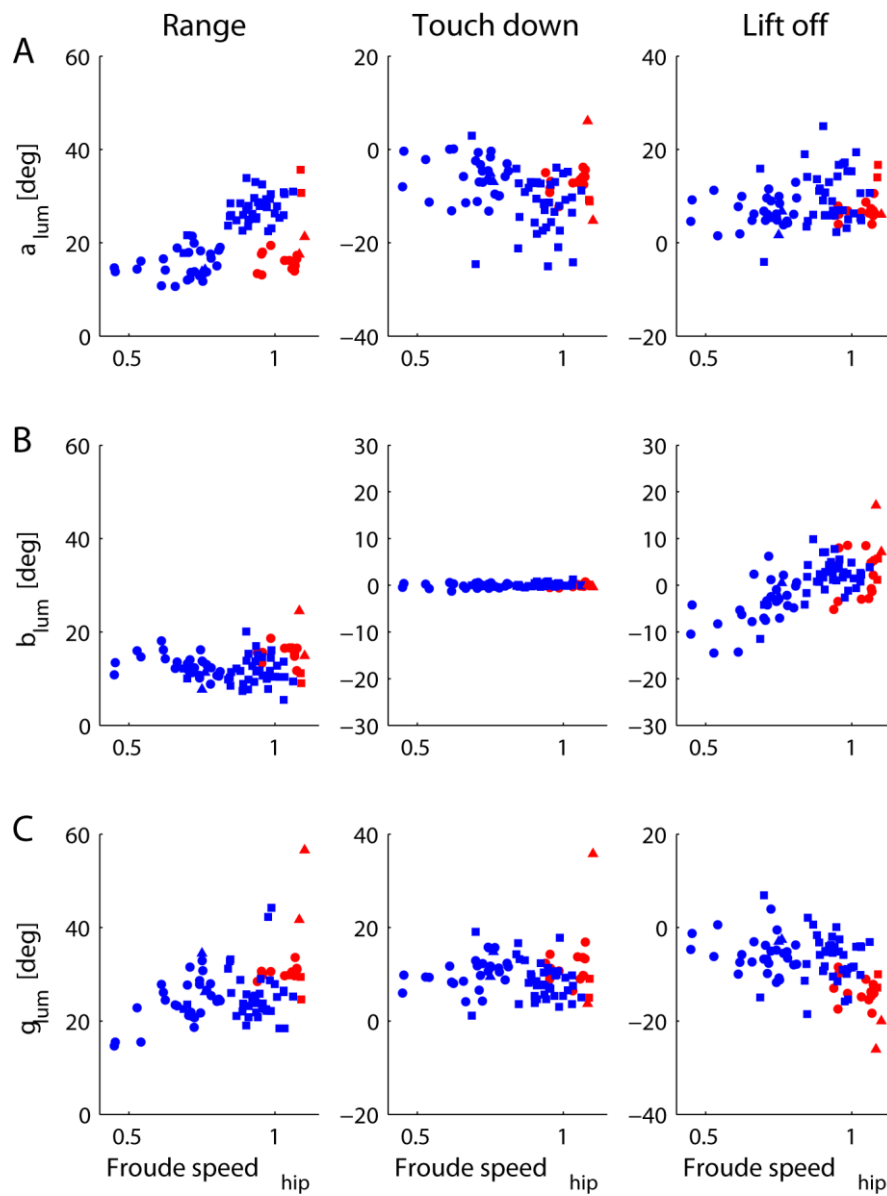 Range Touch down Lift off
A
60 20 40
40 0 20
20 −20 0
0 −40 −20
a lum [deg]
0.5 1 0.5 1 0.5 1
B
60 30 30
20 20
40 10 10
0 0
20 −10 −10
−20 −20
0 −30 −30
b lum [deg]
0.5 1 0.5 1 0.5 1
C
60 40 20
40 20 0
20 0 −20
0 −20 −40
g lum [deg]
0.5 1 0.5 1 0.5 1
Froude speed hip Froude speed hip Froude speed hip